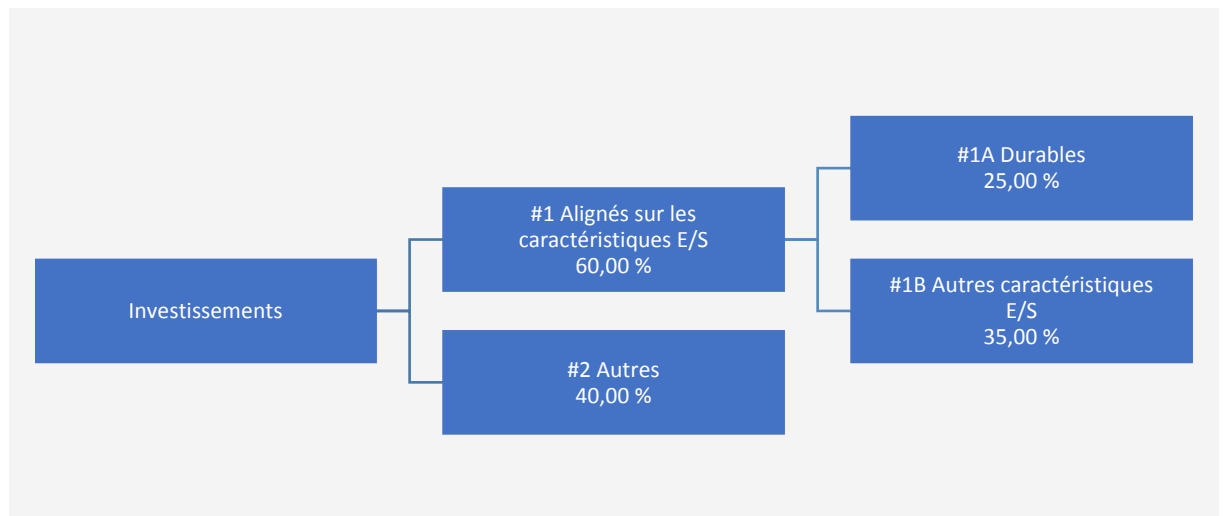 Investissements
#1 Alignés sur les
caractéristiques E/S
60,00 %
#2 Autres
40,00 %
#1A Durables
25,00 %
#1B Autres caractéristiques
E/S
35,00 %